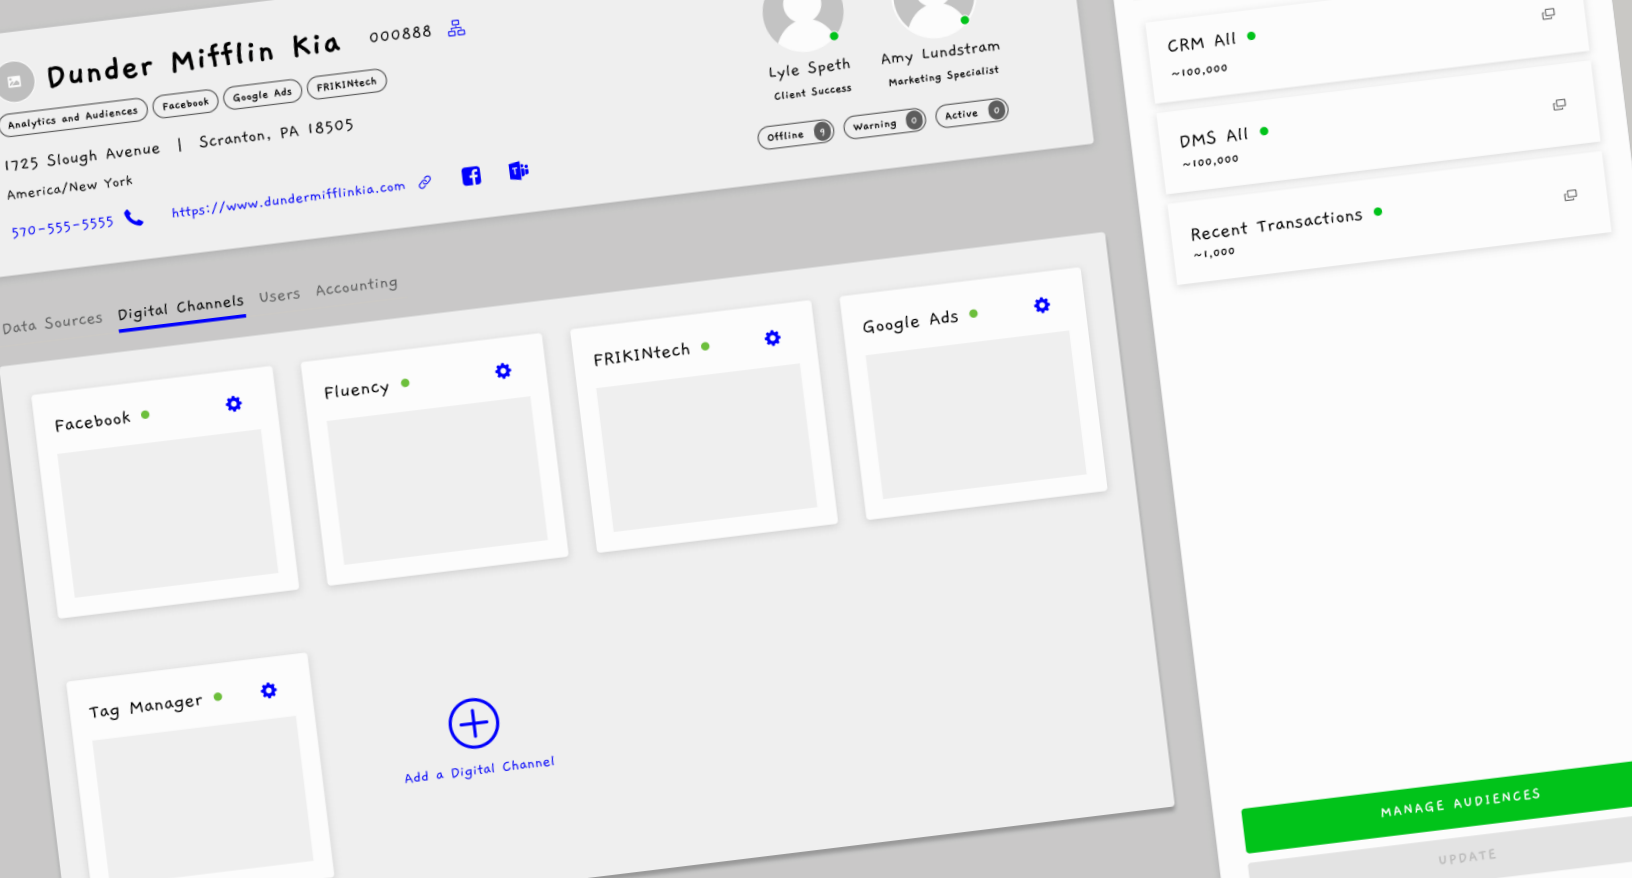 Dunder Mifflin Kia 000888
Analytics and Audiences Facebook Google Ads FRIKINtech
1725 Slough Avenue | Scranton, PA 18505
America/New York
570-555-5555 https://www.dundermifflinkia.com
Lyle Speth
Client Success
Amy Lundstram
Marketing Specialist
Offline 9 Warning 0 Active 0
Data Sources Digital Channels Users Accounting
Facebook
Fluency
FRIKINtech
Google Ads
Tag Manager
Add a Digital Channel
CRM All
~100,000
DMS All
~100,000
Recent Transactions
~1,000
MANAGE AUDIENCES
UPDATE